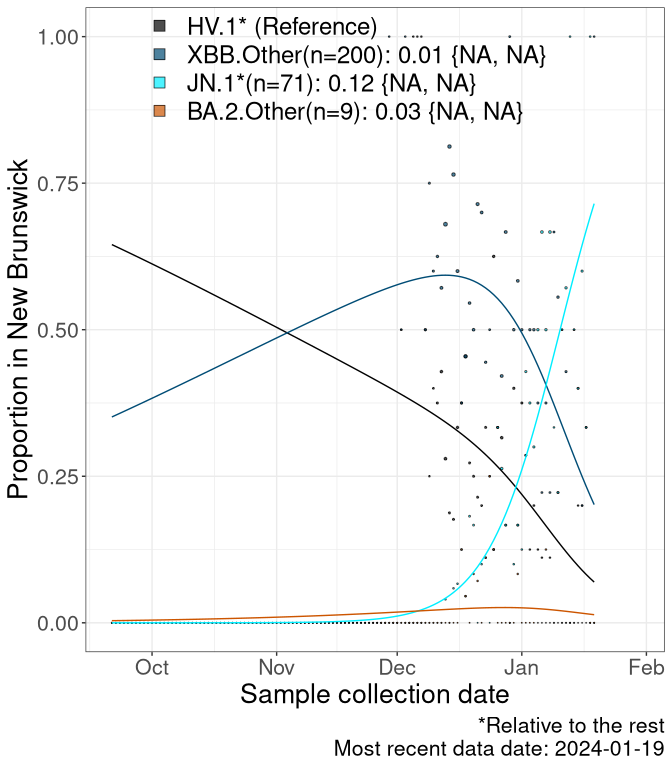 HV.1* (Reference)
XBB.Other(n=200): 0.01 {NA, NA}
JN.1*(n=71): 0.12 {NA, NA}
BA.2.Other(n=9): 0.03 {NA, NA}
1.00
0.75
0.50
0.25
0.00
Proportion in New Brunswick
Oct Nov Dec Jan Feb
Sample collection date
*Relative to the rest
Most recent data date: 2024-01-19